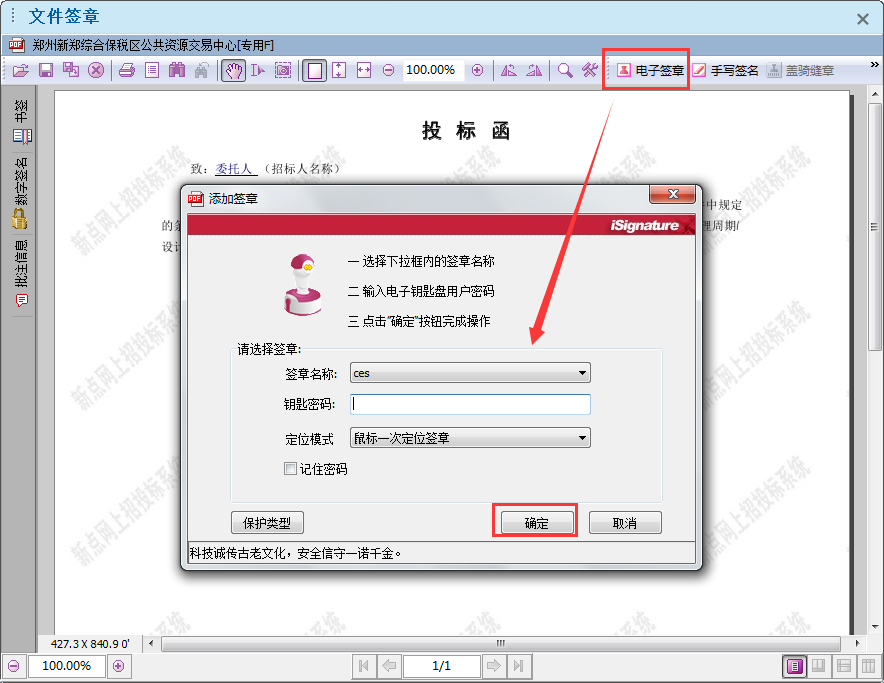 文件签章
郑州新郑综合保税区公共资源交易中心[专用F]
100.00%
电子签章
手写签名
盖骑缝章
书签
数字签名
批注信息
投标函
致：委托人（招标人名称）
中规定
的条
理周期/
设计
新点网上招投标系统
添加签章
iSignature
一 选择下拉框内的签章名称
二 输入电子钥匙盘用户密码
三 点击"确定"按钮完成操作
请选择签章:
签章名称: ces
钥匙密码:
定位模式 鼠标一次定位签章
记住密码
保护类型 确定 取消
科技诚传古老文化，安全信守一诺千金。
427.3 X 840.9 0'
100.00%
1/1